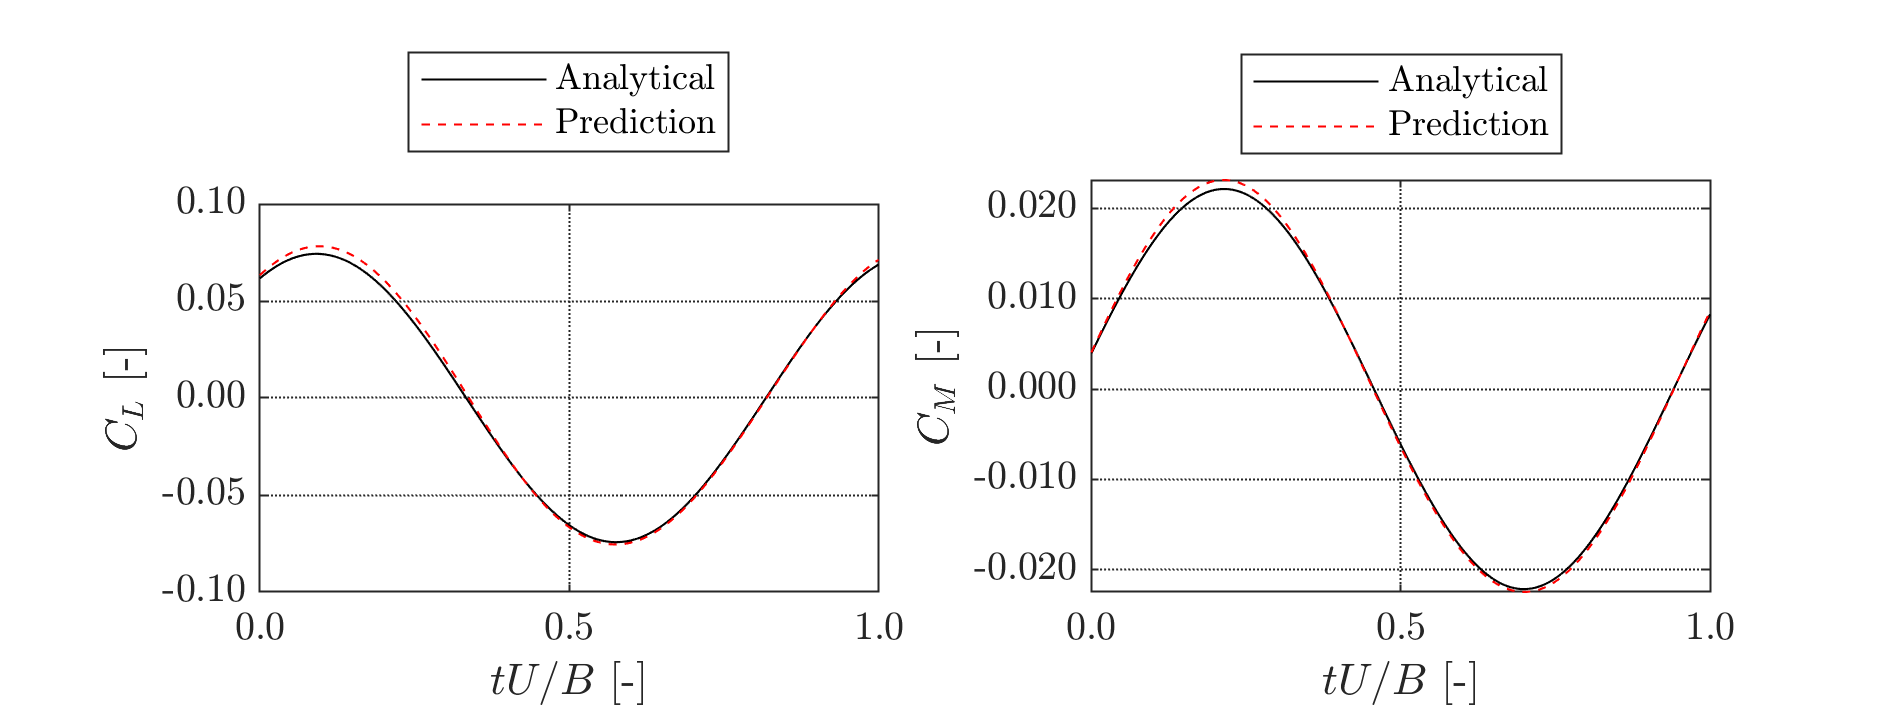 Analytical
Prediction
0.10
0.05
0.00
-0.05
-0.10
C_L [-]
0.0 0.5 1.0
tU/B [-]
Analytical
Prediction
0.020
0.010
0.000
-0.010
-0.020
C_M [-]
0.0 0.5 1.0
tU/B [-]